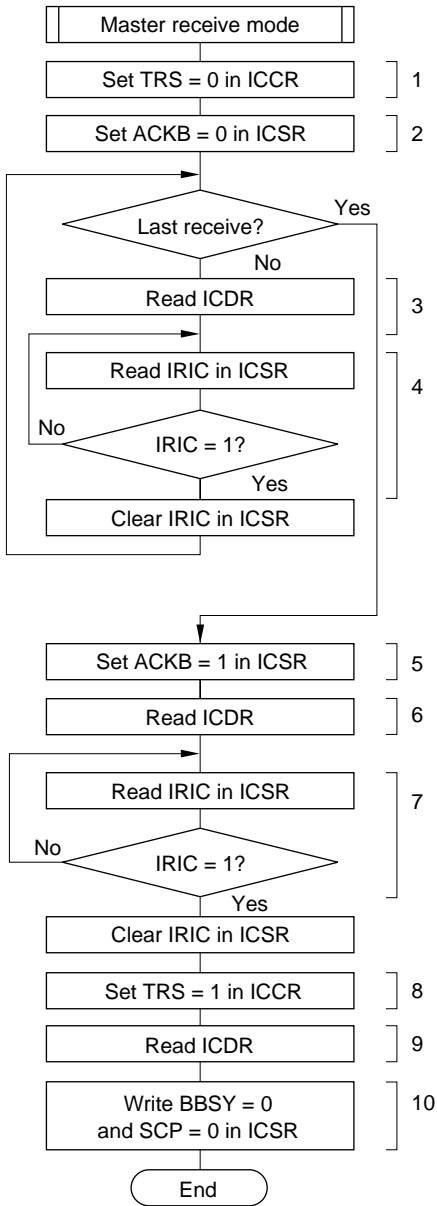 Master receive mode
Set TRS = 0 in ICCR
1
Set ACKB = 0 in ICSR
2
Last receive?
Yes
No
Read ICDR
3
Read IRIC in ICSR
4
No
IRIC = 1?
Yes
Clear IRIC in ICSR
Set ACKB = 1 in ICSR
5
Read ICDR
6
Read IRIC in ICSR
7
No
IRIC = 1?
Yes
Clear IRIC in ICSR
Set TRS = 1 in ICCR
8
Read ICDR
9
Write BBSY = 0
10
and SCP = 0 in ICSR
End